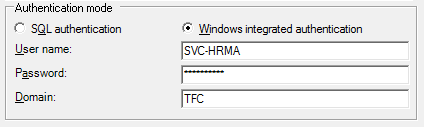 Authentication mode
SQL authentication
Windows integrated authentication
User name:
SVC-HRMA
Password:
**********
Domain:
TFC